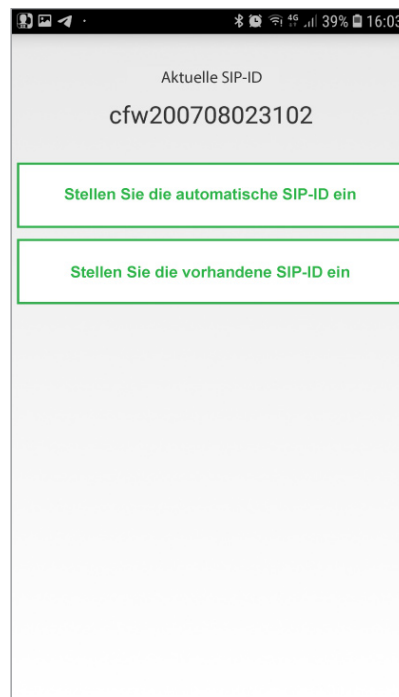 4G 39% 16:03
Aktuelle SIP-ID
cfw200708023102
Stellen Sie die automatische SIP-ID ein
Stellen Sie die vorhandene SIP-ID ein